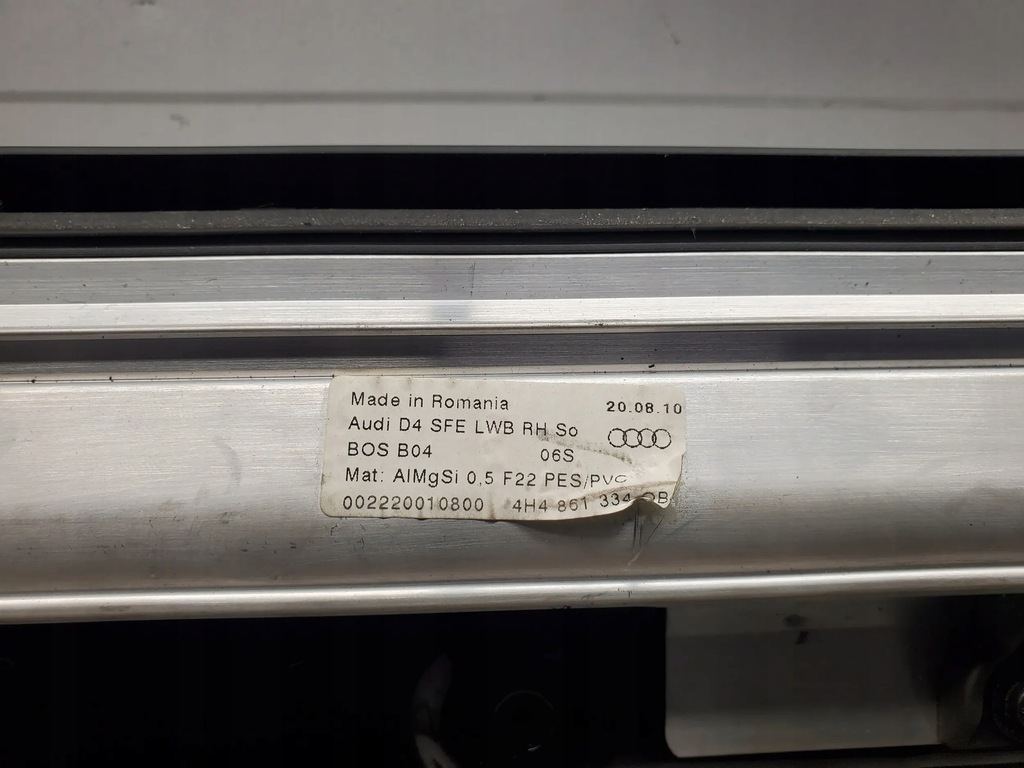 Made in Romania 20.08.10
Audi D4 SFE LWB RH So
BOS B04 06S
Mat: AlMgSi 0,5 F22 PES/PVC
002220010800 4H4 861 334